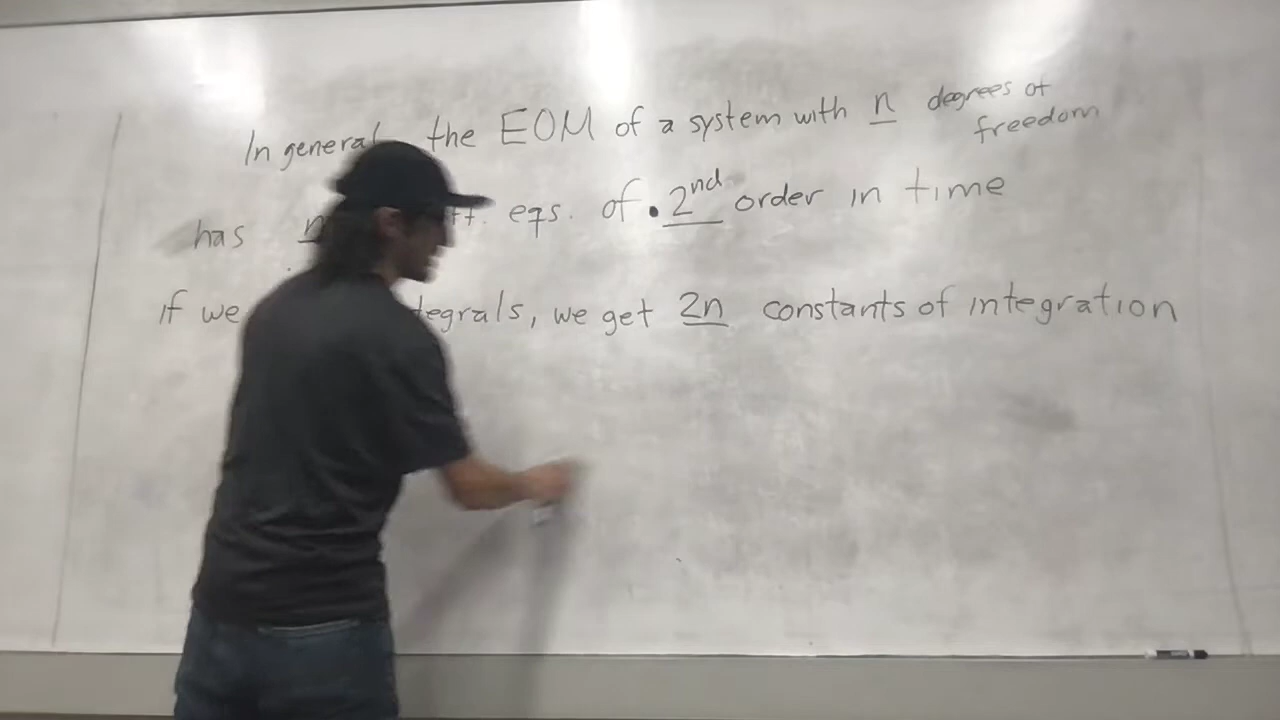 In general the EOM of a system with n degrees of freedom
has eqs. of • 2nd order in time
if we we get 2n constants of integration